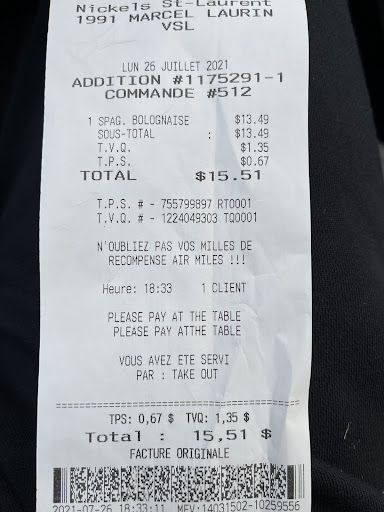 Nickels St-Laurent
1991 MARCEL LAURIN
VSL
LUN 26 JUILLET 2021
ADDITION #1175291-1
COMMANDE #512
1 SPAG. BOLOGNAISE $13.49
SOUS-TOTAL : $13.49
T.V.Q. $1.35
T.P.S. $0.67
TOTAL $15.51
T.P.S. # - 755799897 RT0001
T.V.Q. # - 1224049303 TQ0001
N'OUBLIEZ PAS VOS MILLES DE
RECOMPENSE AIR MILES !!!
Heure: 18:33 1 CLIENT
PLEASE PAY AT THE TABLE
PLEASE PAY ATTHE TABLE
VOUS AVEZ ETE SERVI
PAR : TAKE OUT
TPS: 0,67 $ TVQ: 1,35 $
Total : 15,51 $
FACTURE ORIGINALE
2021-07-26 18:33:11 MEV:14031502-10259556